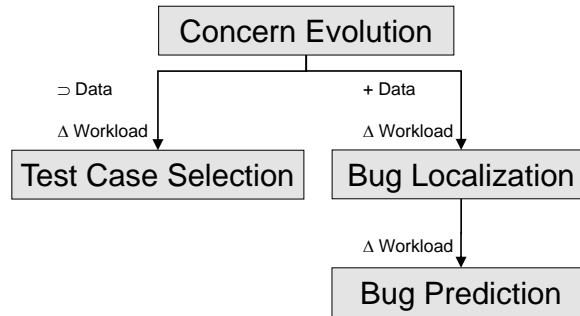 Concern Evolution
⊃ Data
+ Data
Δ Workload
Δ Workload
Test Case Selection
Bug Localization
Δ Workload
Bug Prediction